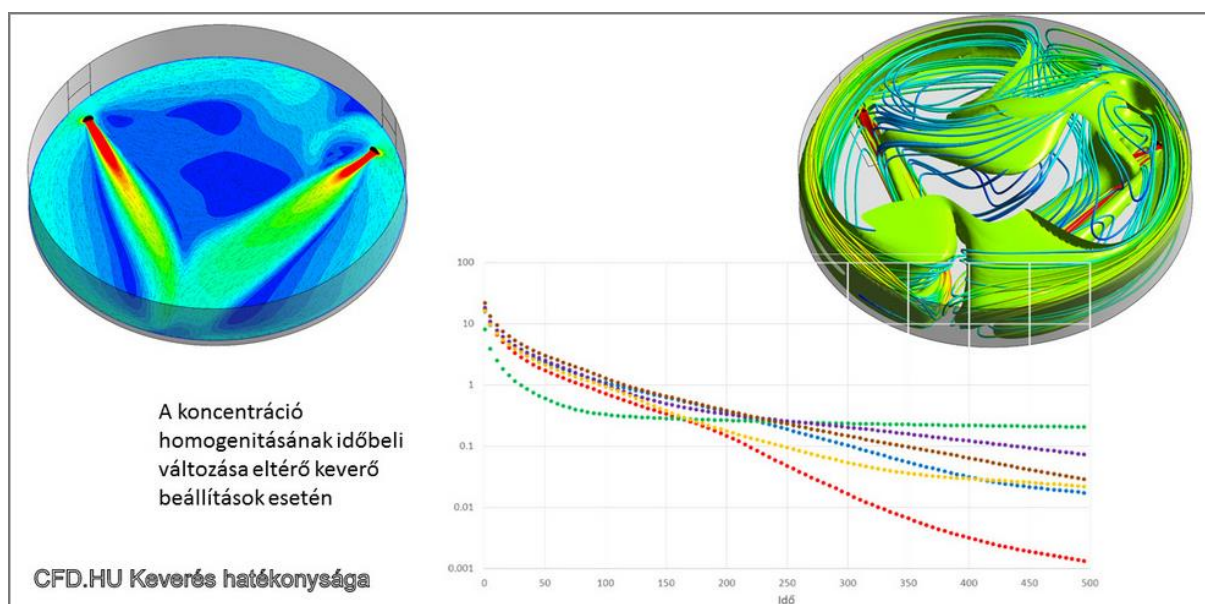 100
10
1
0.1
0.01
0.001
0 50 100 150 200 250 300 350 400 450 500
Idő
A koncentráció
homogenitásának időbeli
változása eltérő keverő
beállítások esetén
CFD.HU Keverés hatékonysága